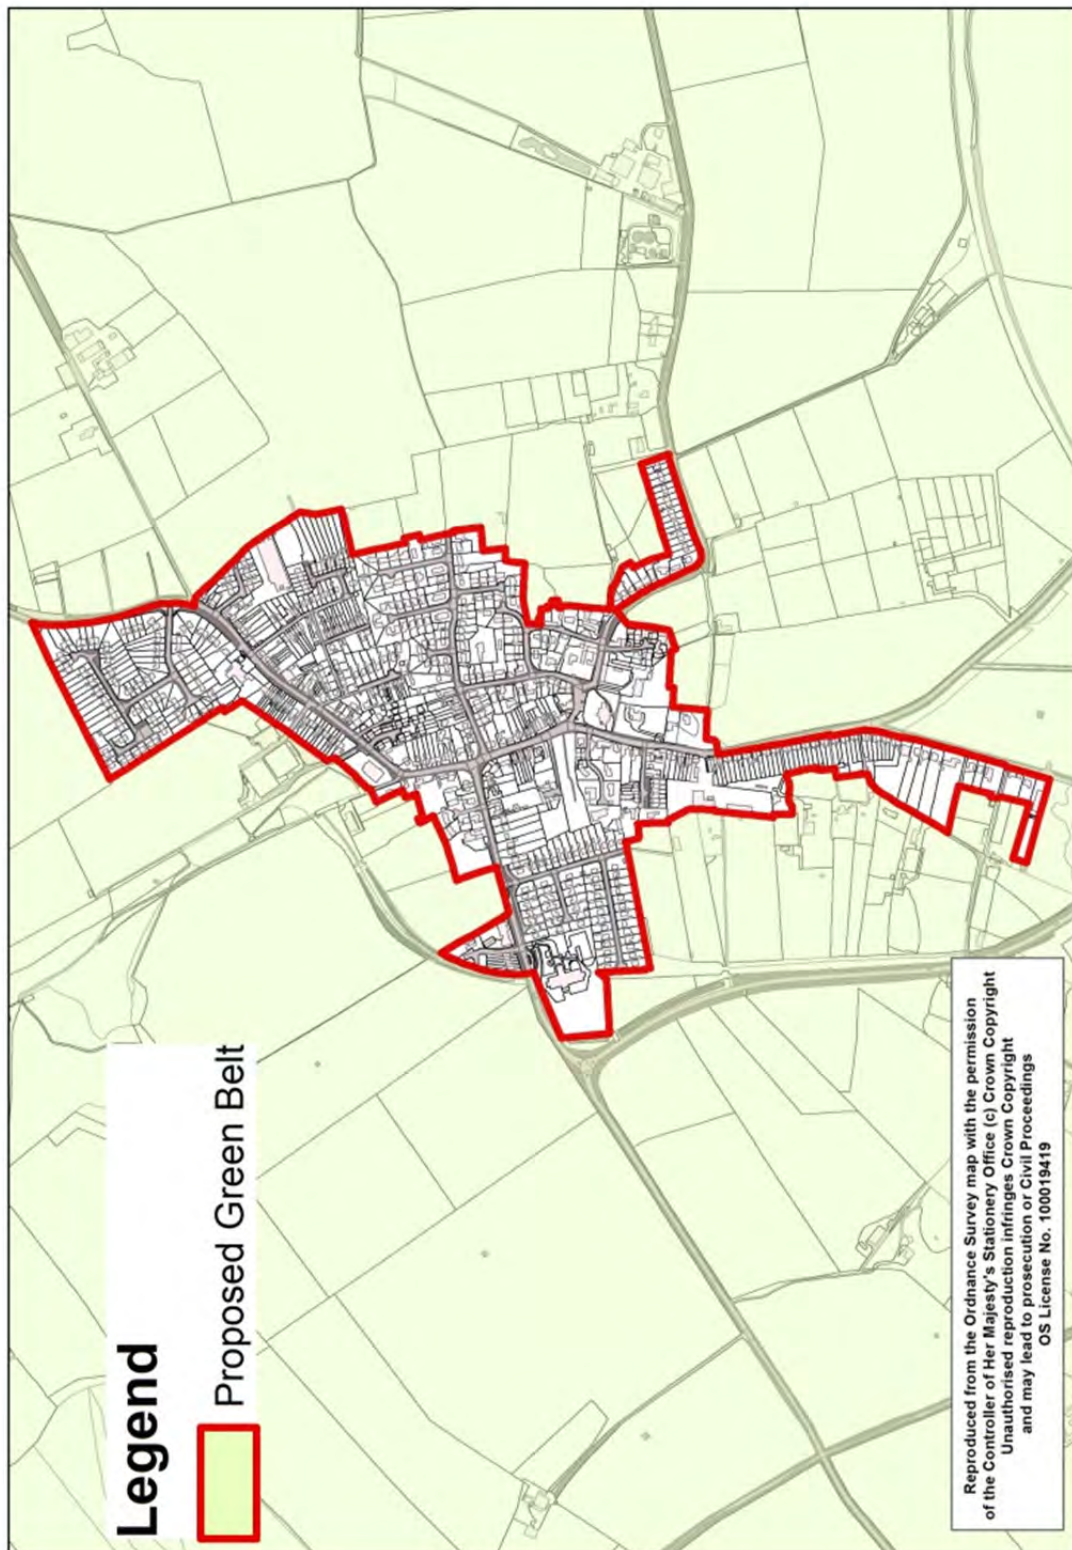 Legend
Proposed Green Belt
Reproduced from the Ordnance Survey map with the permission
of the Controller of Her Majesty's Stationery Office (c) Crown Copyright
Unauthorised reproduction infringes Crown Copyright
and may lead to prosecution or Civil Proceedings
OS License No. 100019419